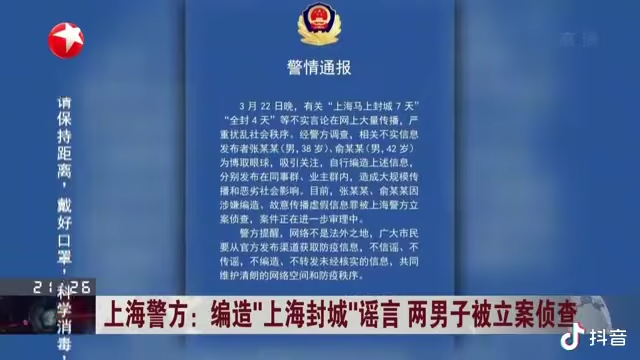 警情通报
3月22日晚，有关“上海马上封城7天”
“全封4天”等不实言论在网上大量传播，严
重扰乱社会秩序。经警方调查，相关不实信息
发布者张某某（男，38岁）、俞某某（男，42岁）
为博取眼球，吸引关注，自行编造上述信息，
分别发布在同事群、业主群内，造成大规模传
播和恶劣社会影响。目前，张某某、俞某某因
涉嫌编造、故意传播虚假信息罪被上海警方立
案侦查，案件正在进一步审理中。
警方提醒，网络不是法外之地，广大市民
要从官方发布渠道获取防疫信息，不信谣、不
传谣，不编造、不转发未经核实的信息，共同
维护清朗的网络空间和防疫秩序。
请保持距离，戴好口罩，科学消毒，
21:26
上海警方：编造"上海封城"谣言 两男子被立案侦查
抖音